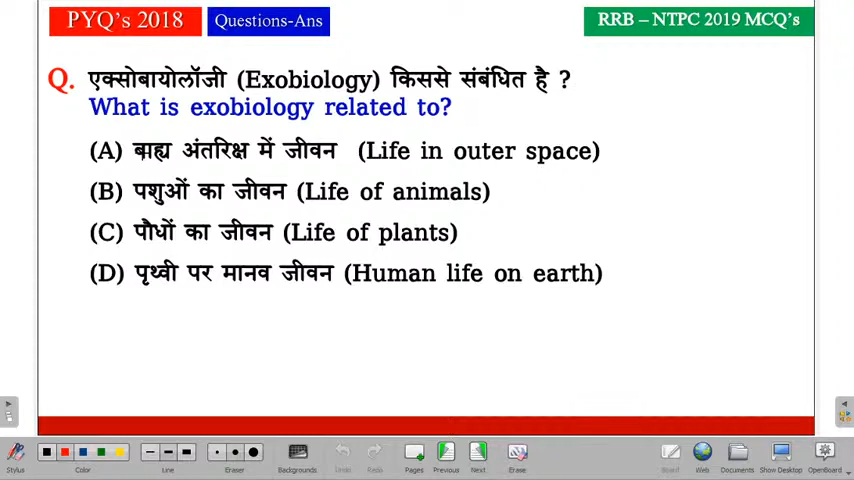 PYQ's 2018 Questions-Ans RRB – NTPC 2019 MCQ's
Q. एक्सोबायोलॉजी (Exobiology) किससे संबंधित है ?
What is exobiology related to?
(A) बाह्य अंतरिक्ष में जीवन (Life in outer space)
(B) पशुओं का जीवन (Life of animals)
(C) पौधों का जीवन (Life of plants)
(D) पृथ्वी पर मानव जीवन (Human life on earth)
Stylus Color Line Eraser Backgrounds Undo Redo Pages Previous Next Erase Board Web Documents Show Desktop OpenBoard